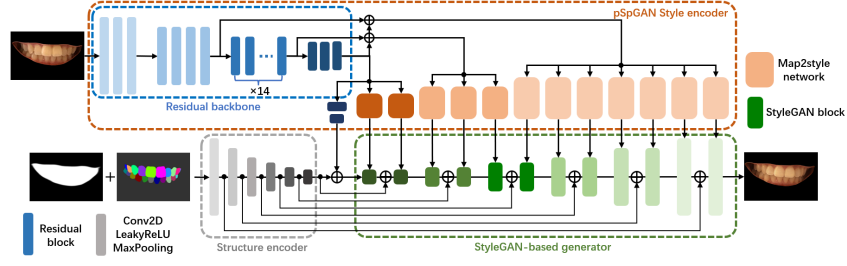 pSpGAN Style encoder
×14
Residual backbone
Map2style
network
StyleGAN block
+
Residual
block
Conv2D
LeakyReLU
MaxPooling
Structure encoder
StyleGAN-based generator